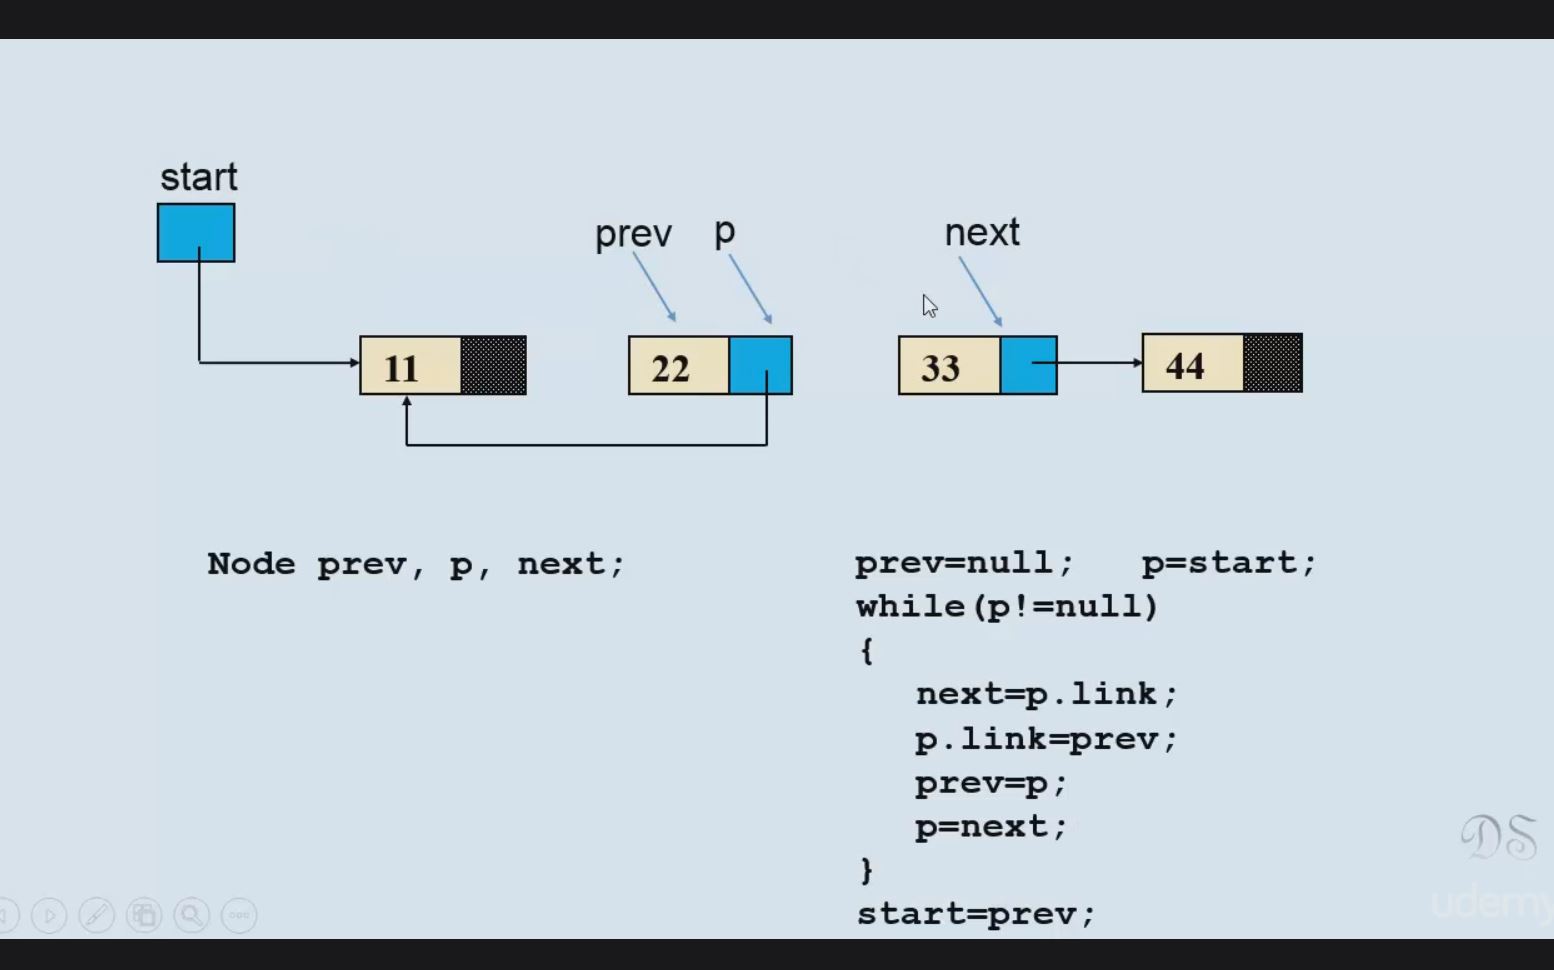 start
prev p next
11 22 33 44
Node prev, p, next;
prev=null; p=start;
while(p!=null)
{
next=p.link;
p.link=prev;
prev=p;
p=next;
}
start=prev;
DS
udemy